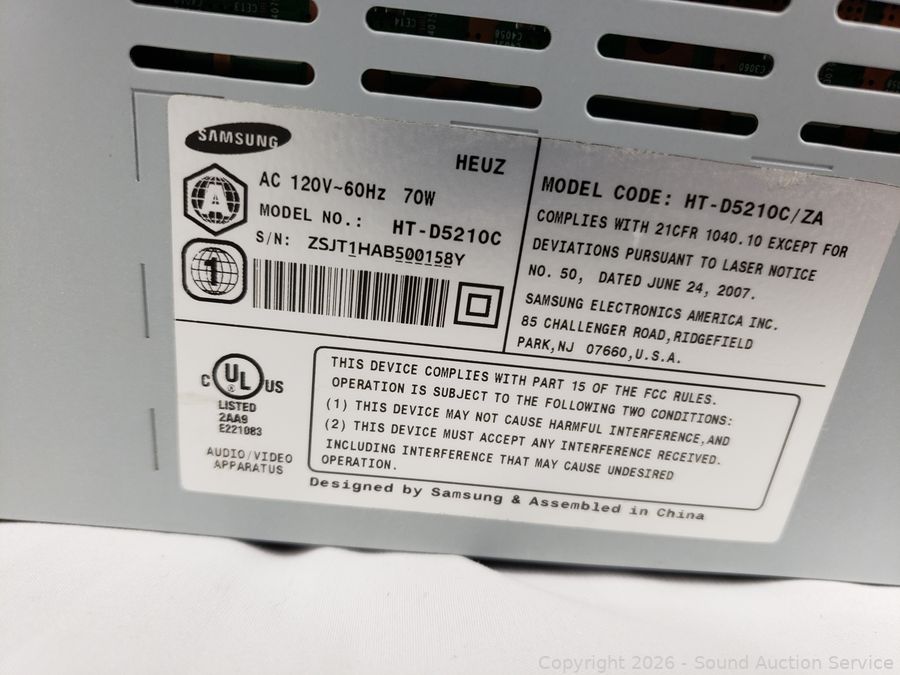 CET3
CET4
C4058
C3060
SAMSUNG
HEUZ
A
AC 120V~60Hz 70W
MODEL NO.: HT-D5210C
S/N: ZSJT1HAB500158Y
1
MODEL CODE: HT-D5210C/ZA
COMPLIES WITH 21CFR 1040.10 EXCEPT FOR
DEVIATIONS PURSUANT TO LASER NOTICE
NO. 50, DATED JUNE 24, 2007.
SAMSUNG ELECTRONICS AMERICA INC.
85 CHALLENGER ROAD,RIDGEFIELD
PARK,NJ 07660,U.S.A.
C UL US
LISTED
2AA9
E221083
AUDIO/VIDEO
APPARATUS
THIS DEVICE COMPLIES WITH PART 15 OF THE FCC RULES.
OPERATION IS SUBJECT TO THE FOLLOWING TWO CONDITIONS:
(1) THIS DEVICE MAY NOT CAUSE HARMFUL INTERFERENCE,AND
(2) THIS DEVICE MUST ACCEPT ANY INTERFERENCE RECEIVED.
INCLUDING INTERFERENCE THAT MAY CAUSE UNDESIRED
OPERATION.
Designed by Samsung & Assembled in China
Copyright 2026 - Sound Auction Service